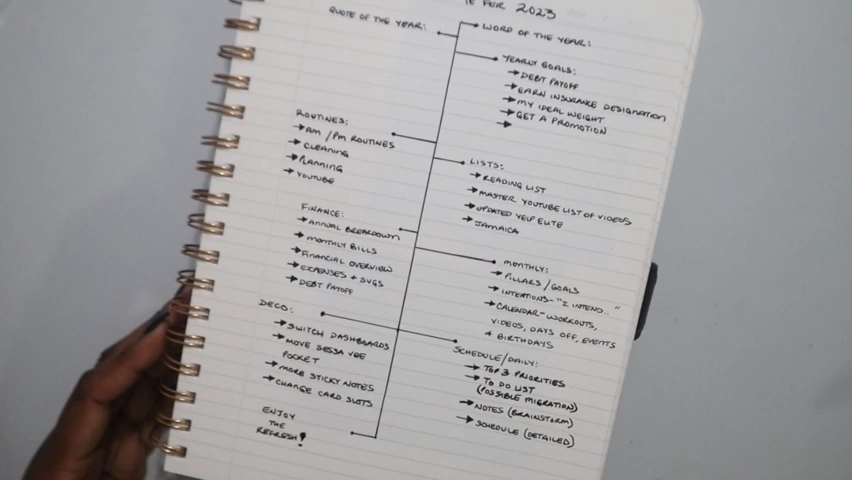 E FOR 2023
QUOTE OF THE YEAR:
WORD OF THE YEAR:
YEARLY GOALS:
→ DEBT PAYOFF
→ EARN INSURANCE DESIGNATION
→ MY IDEAL WEIGHT
→ GET A PROMOTION
→
ROUTINES:
→ AM/PM ROUTINES
→ CLEANING
→ PLANNING
→ YOUTUBE
LISTS:
→ READING LIST
→ MASTER YOUTUBE LIST OF VIDEOS
→ UPDATED YELP ELITE
→ JAMAICA
FINANCE:
→ ANNUAL BREAKDOWN
→ MONTHLY BILLS
→ FINANCIAL OVERVIEW
→ EXPENSES + SVGS
→ DEBT PAYOFF
MONTHLY:
→ PILLARS/GOALS
→ INTENTIONS- "I INTEND.."
→ CALENDAR- WORKOUTS,
VIDEOS, DAYS OFF, EVENTS
+ BIRTHDAYS
DECO:
→ SWITCH DASHBOARDS
→ MOVE SESSA VEE
POCKET
→ MORE STICKY NOTES
→ CHANGE CARD SLOTS
SCHEDULE/DAILY:
→ TOP 3 PRIORITIES
→ TO DO LIST
(POSSIBLE MIGRATION)
→ NOTES (BRAINSTORM)
→ SCHEDULE (DETAILED)
ENJOY
THE
REFRESH!